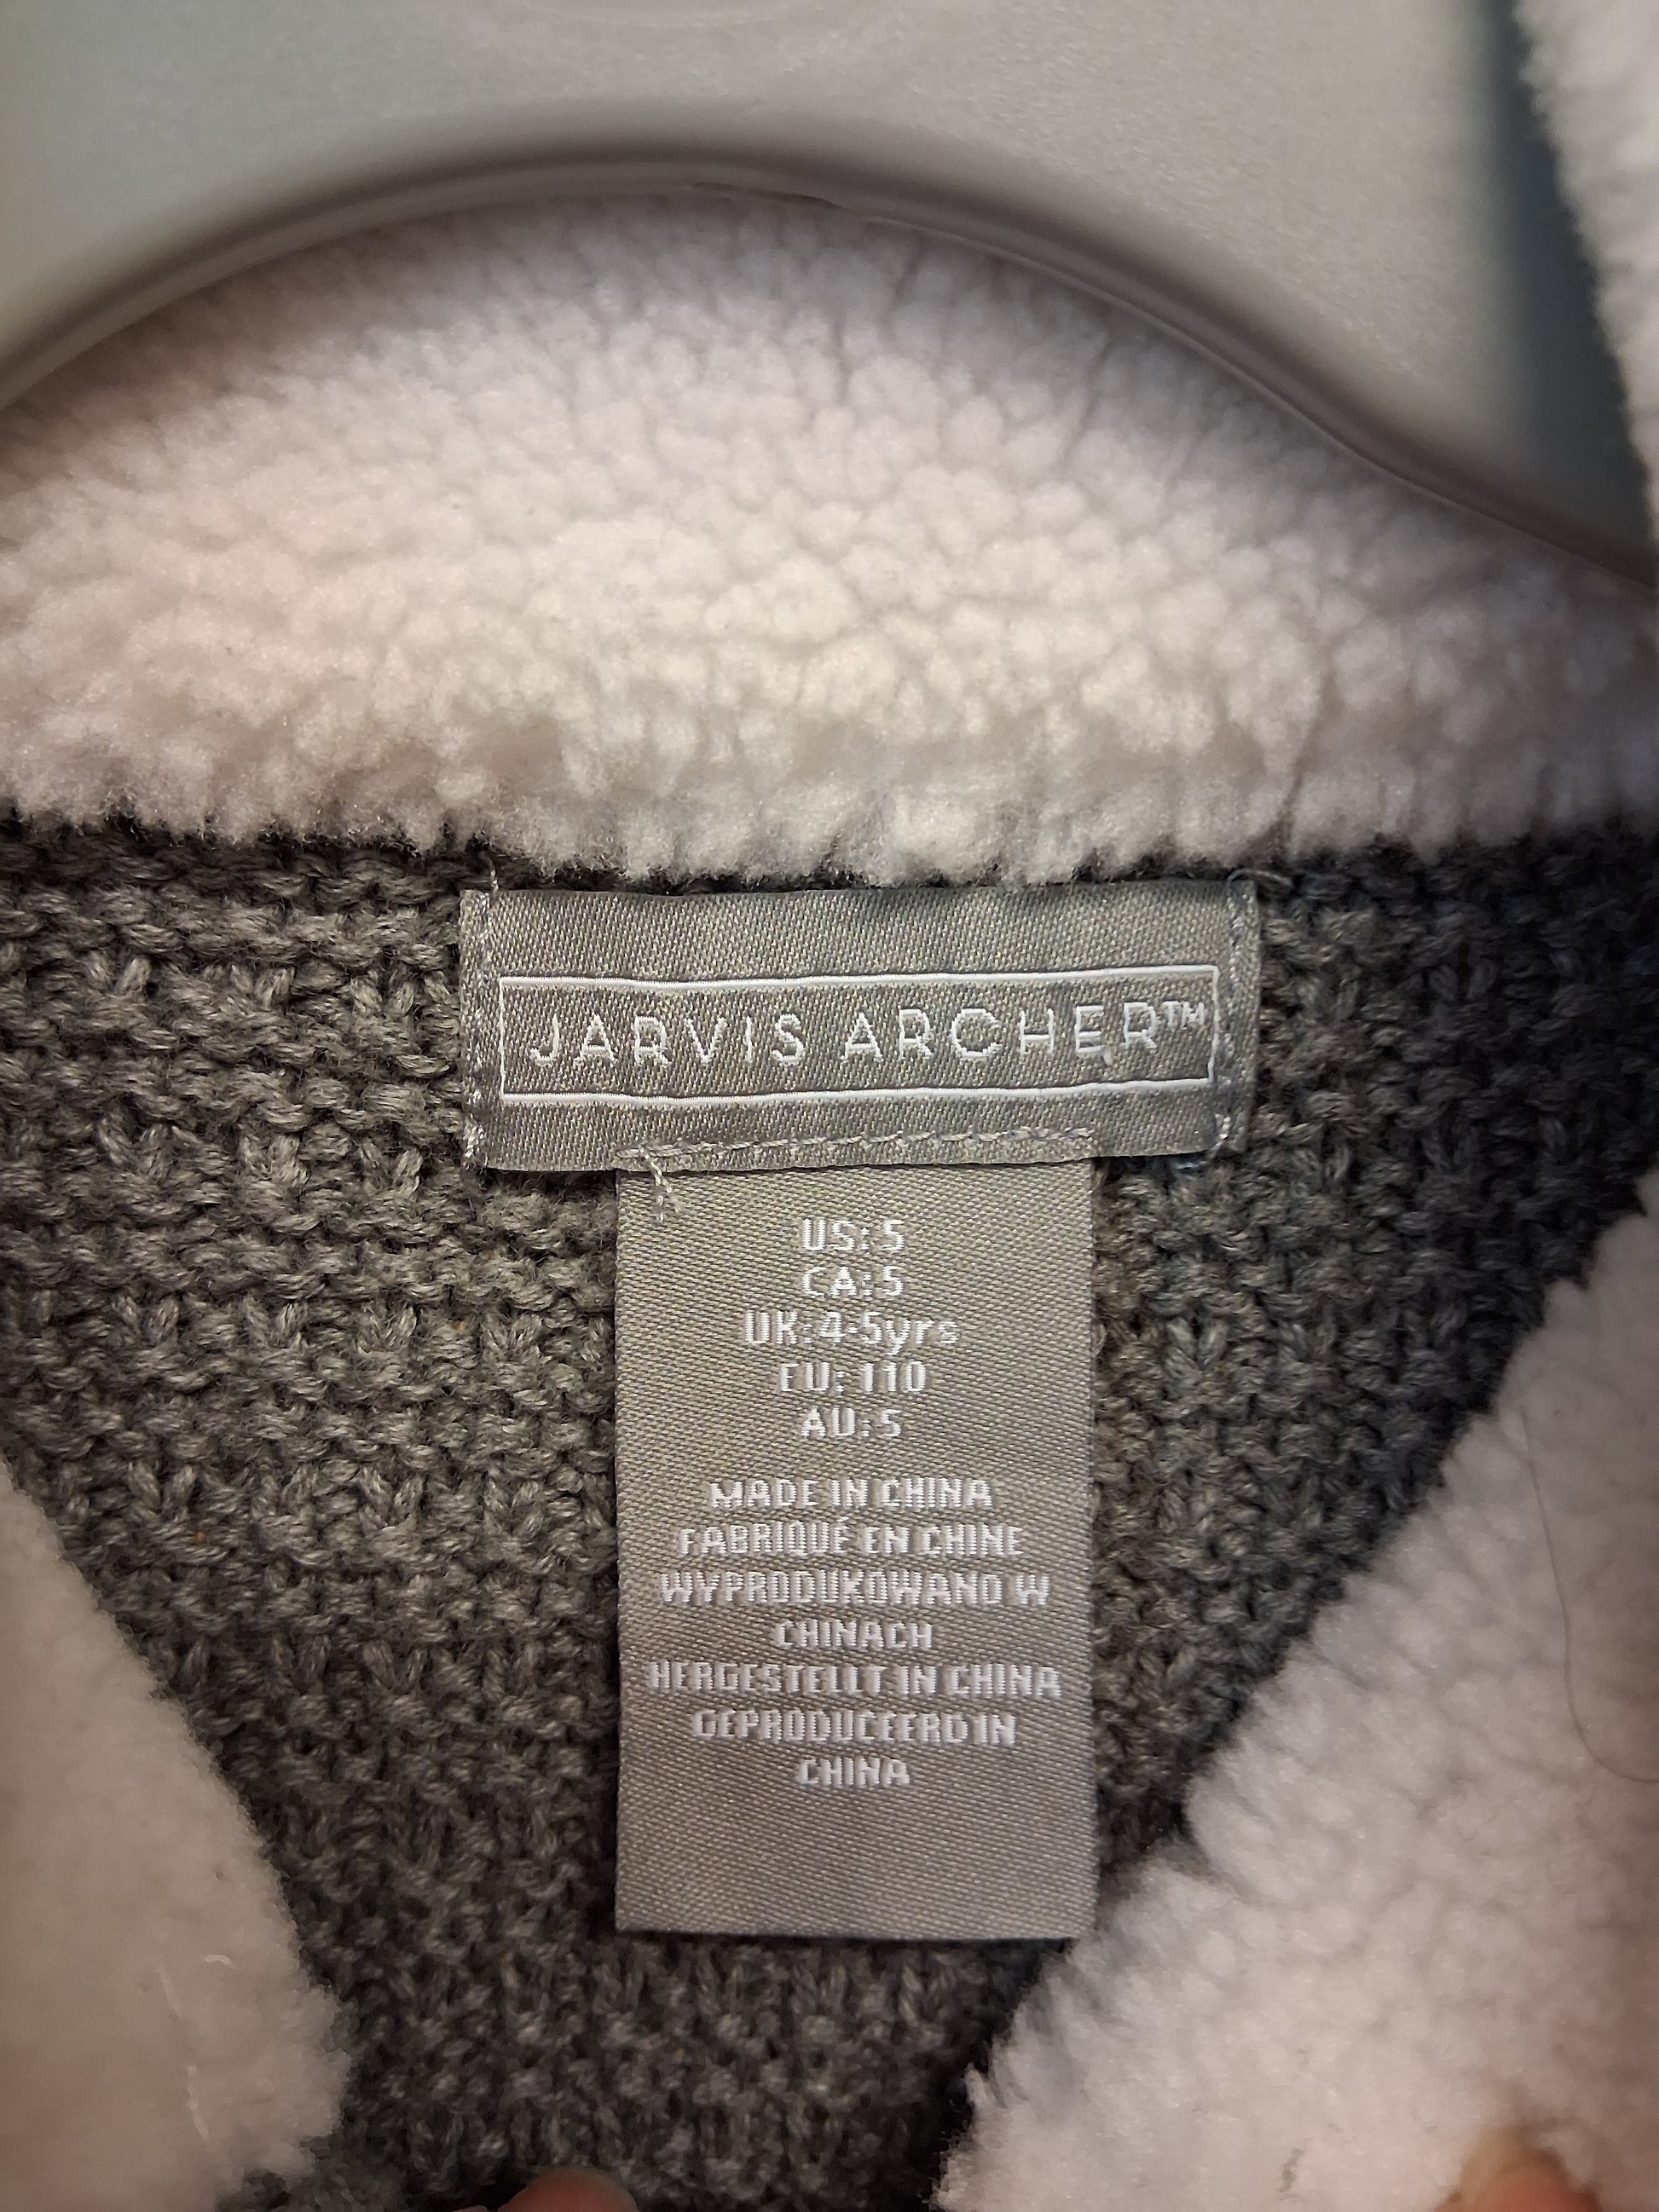 JARVIS ARCHER™
US: 5
CA: 5
UK: 4-5yrs
EU: 110
AU: 5
MADE IN CHINA
FABRIQUÉ EN CHINE
WYPRODUKOWANO W
CHINACH
HERGESTELLT IN CHINA
GEPRODUCEERD IN
CHINA